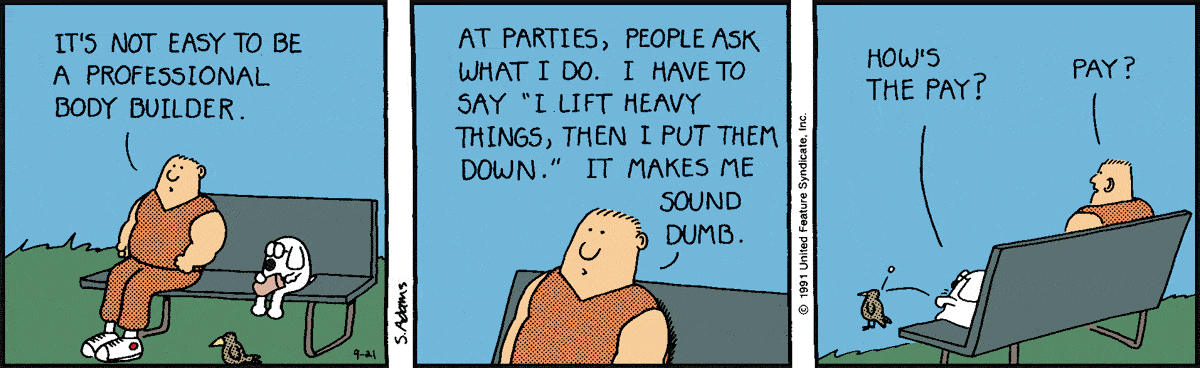 IT'S NOT EASY TO BE
A PROFESSIONAL
BODY BUILDER.
9-21
S. Adams
AT PARTIES, PEOPLE ASK
WHAT I DO. I HAVE TO
SAY "I LIFT HEAVY
THINGS, THEN I PUT THEM
DOWN." IT MAKES ME
SOUND
DUMB.
© 1991 United Feature Syndicate, Inc.
HOW'S
THE PAY?
PAY?